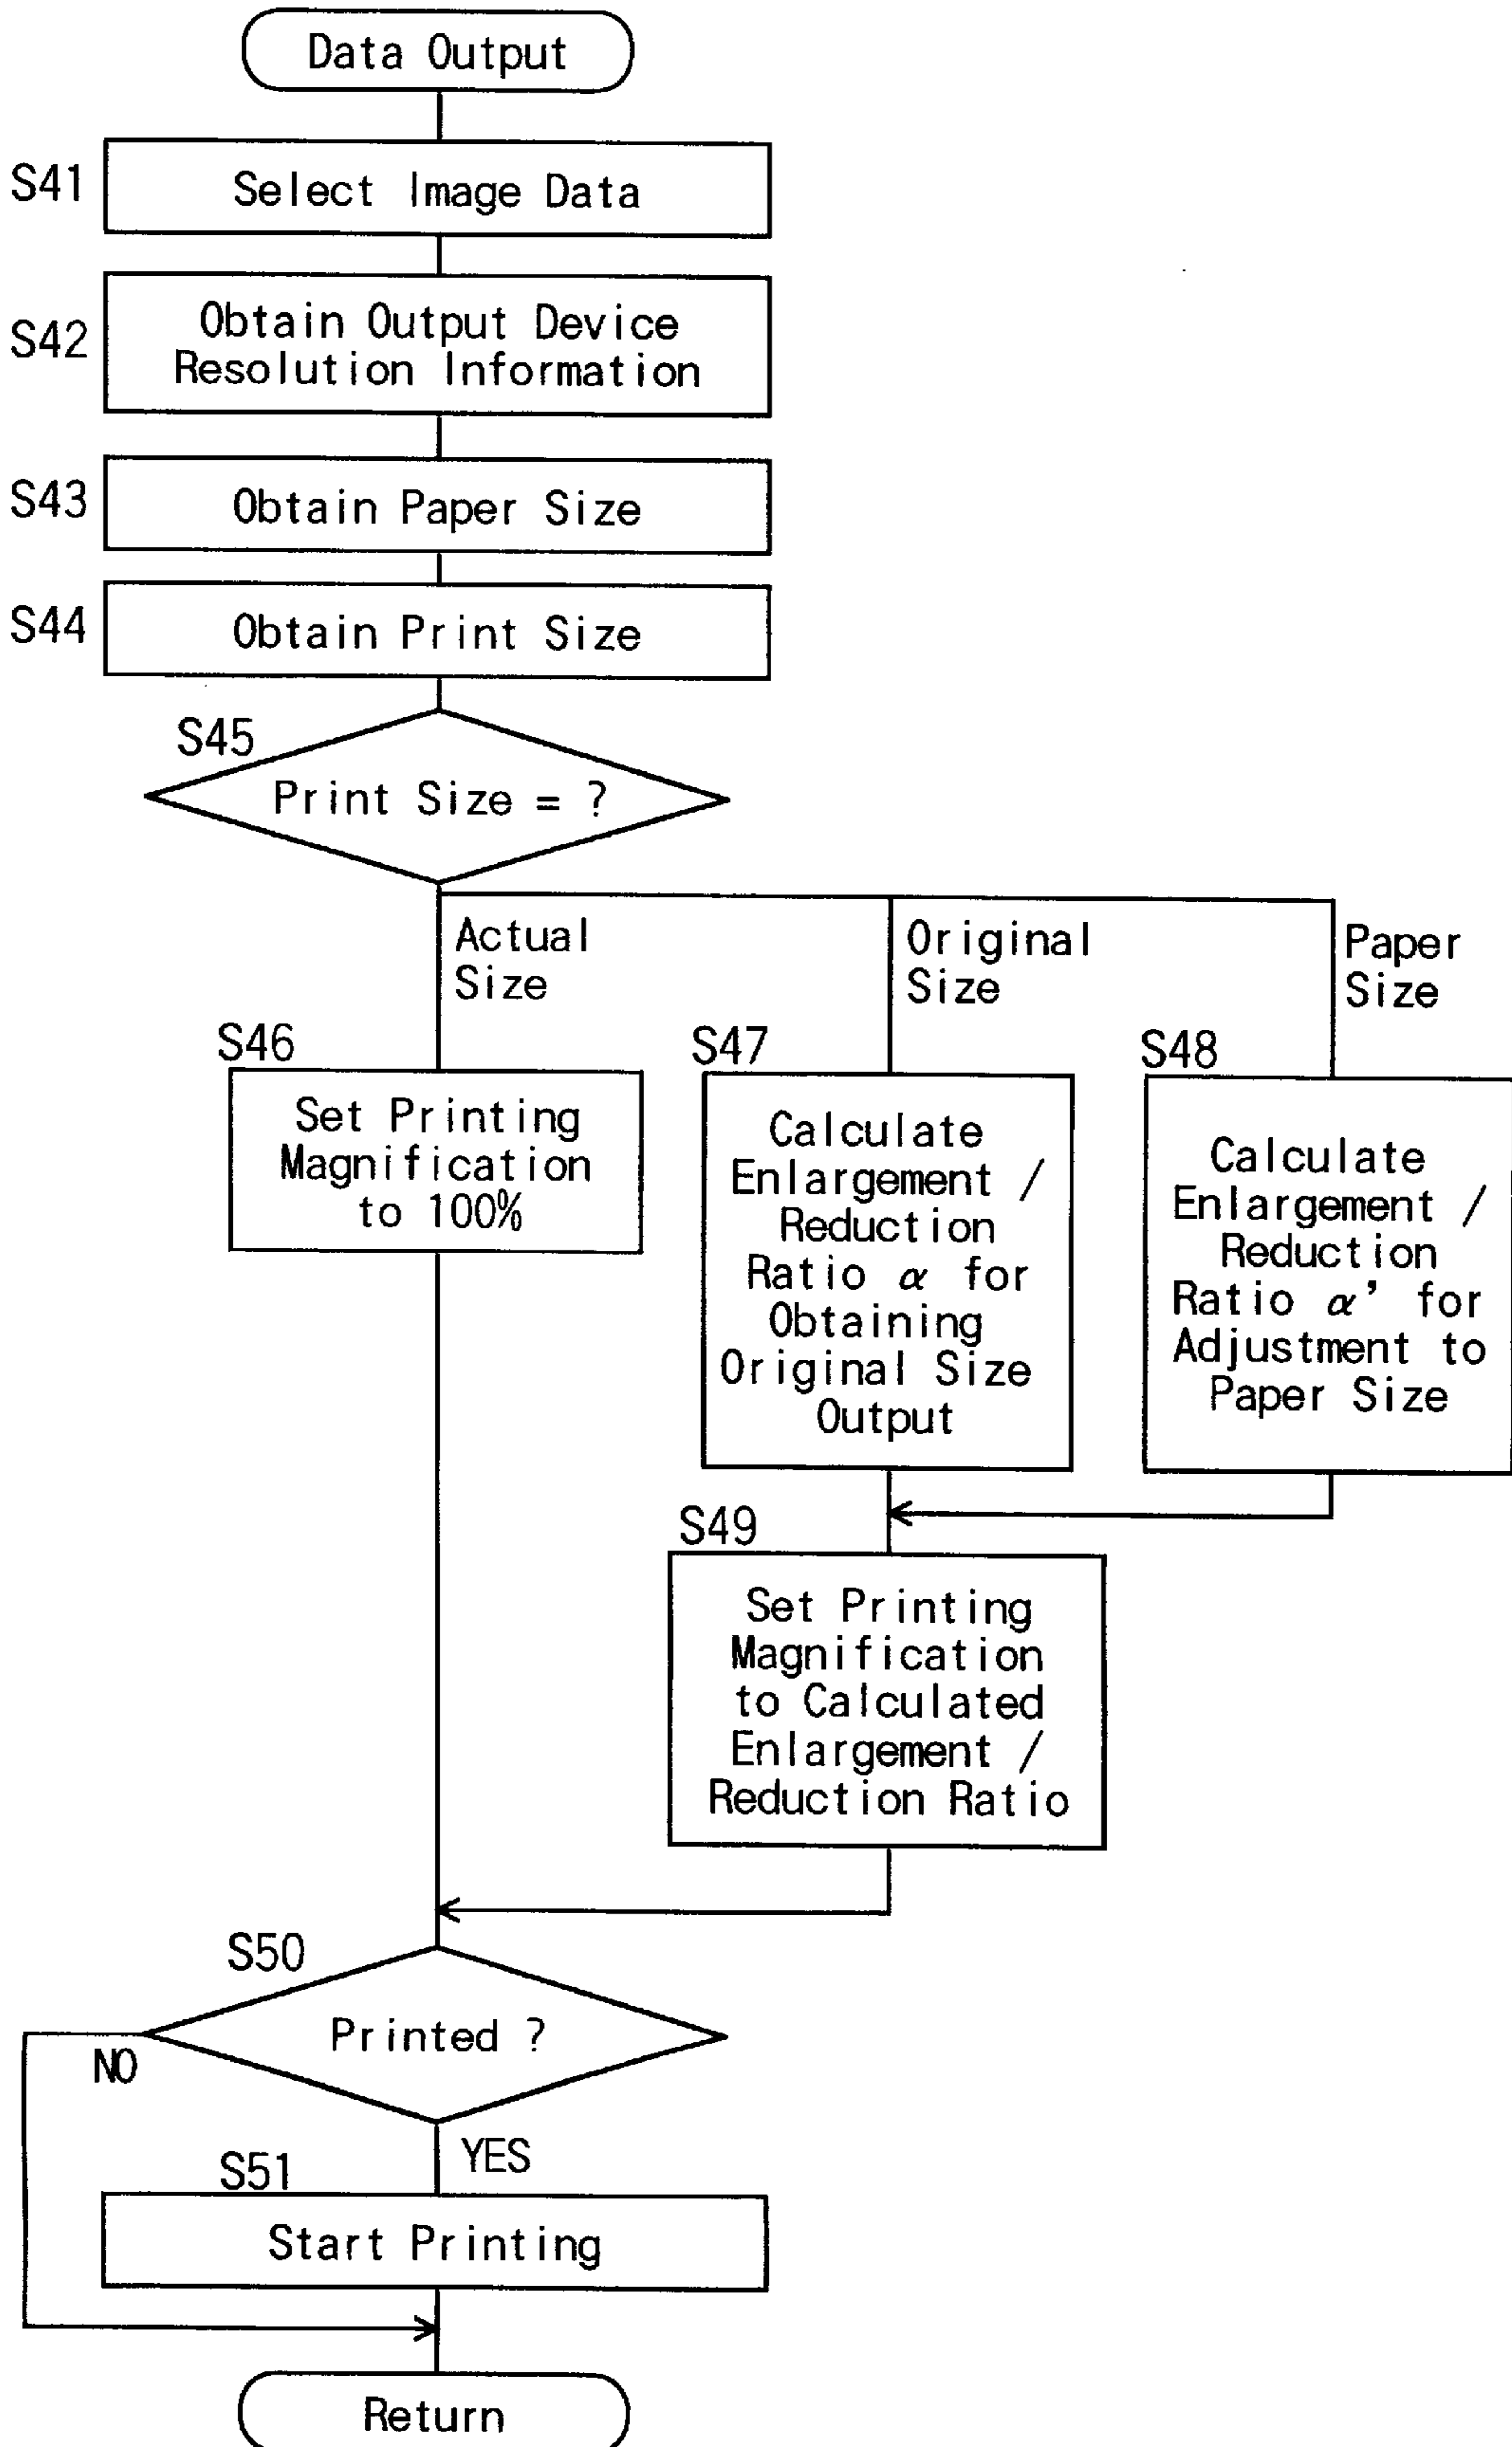 Data Output
S41
Select Image Data
S42
Obtain Output Device
Resolution Information
S43
Obtain Paper Size
S44
Obtain Print Size
S45
Print Size = ?
Actual
Size
Original
Size
Paper
Size
S46
Set Printing
Magnification
to 100%
S47
Calculate
Enlargement /
Reduction
Ratio α for
Obtaining
Original Size
Output
S48
Calculate
Enlargement /
Reduction
Ratio α' for
Adjustment to
Paper Size
S49
Set Printing
Magnification
to Calculated
Enlargement /
Reduction Ratio
S50
Printed ?
NO
YES
S51
Start Printing
Return